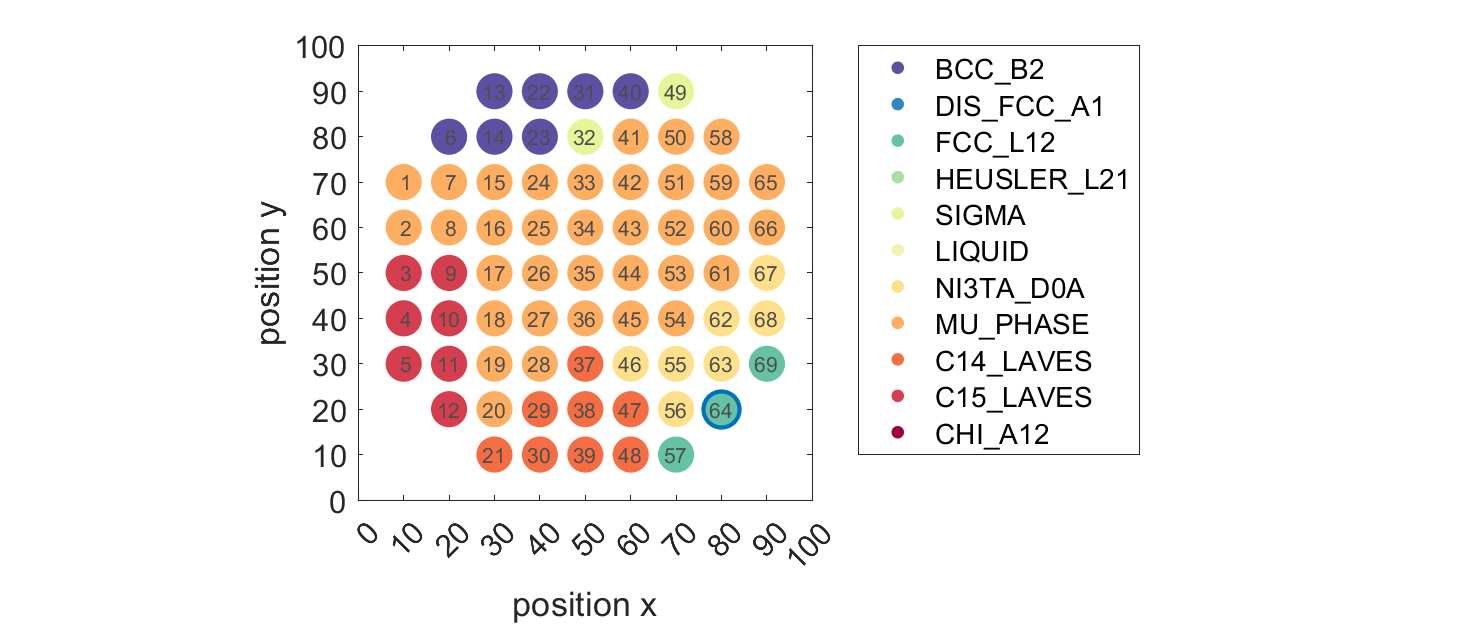 100
90
80
70
60
50
40
30
20
10
0
position y
13 22 31 40 49
6 14 23 32 41 50 58
1 7 15 24 33 42 51 59 65
2 8 16 25 34 43 52 60 66
3 9 17 26 35 44 53 61 67
4 10 18 27 36 45 54 62 68
5 11 19 28 37 46 55 63 69
12 20 29 38 47 56 64
21 30 39 48 57
0 10 20 30 40 50 60 70 80 90 100
position x
BCC_B2
DIS_FCC_A1
FCC_L12
HEUSLER_L21
SIGMA
LIQUID
NI3TA_D0A
MU_PHASE
C14_LAVES
C15_LAVES
CHI_A12